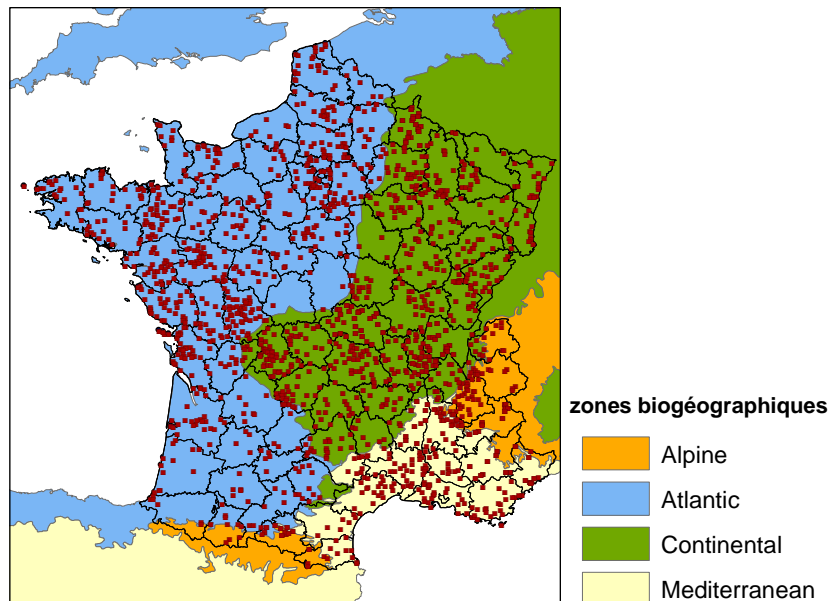 zones biogéographiques
Alpine
Atlantic
Continental
Mediterranean